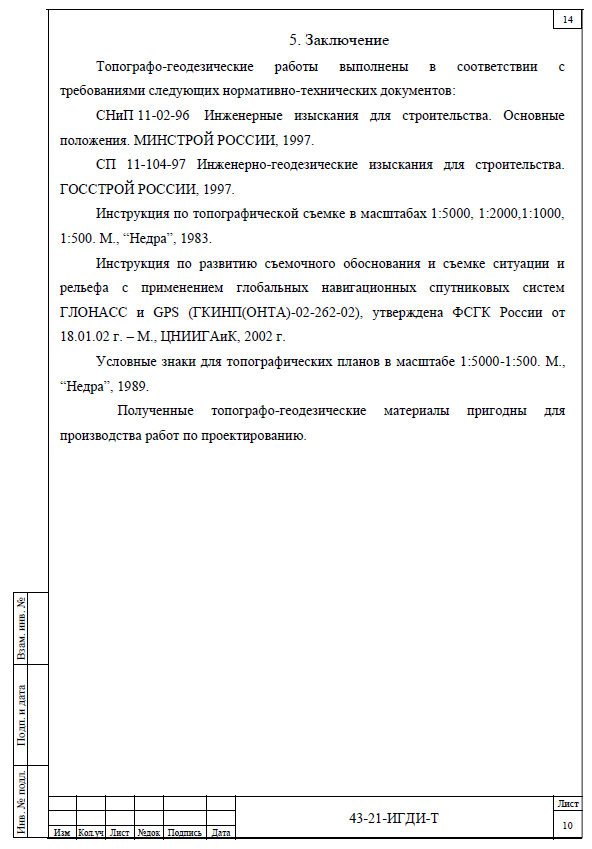 14
5. Заключение
Топографо-геодезические работы выполнены в соответствии с
требованиями следующих нормативно-технических документов:
СНиП 11-02-96 Инженерные изыскания для строительства. Основные
положения. МИНСТРОЙ РОССИИ, 1997.
СП 11-104-97 Инженерно-геодезические изыскания для строительства.
ГОССТРОЙ РОССИИ, 1997.
Инструкция по топографической съемке в масштабах 1:5000, 1:2000,1:1000,
1:500. М., “Недра”, 1983.
Инструкция по развитию съемочного обоснования и съемке ситуации и
рельефа с применением глобальных навигационных спутниковых систем
ГЛОНАСС и GPS (ГКИНП(ОНТА)-02-262-02), утверждена ФСГК России от
18.01.02 г. – М., ЦНИИГАиК, 2002 г.
Условные знаки для топографических планов в масштабе 1:5000-1:500. М.,
“Недра”, 1989.
Полученные топографо-геодезические материалы пригодны для
производства работ по проектированию.
Взам. инв. №
Подп. и дата
Инв. № подл.
Изм Кол.уч Лист №док Подпись Дата
43-21-ИГДИ-Т
Лист
10